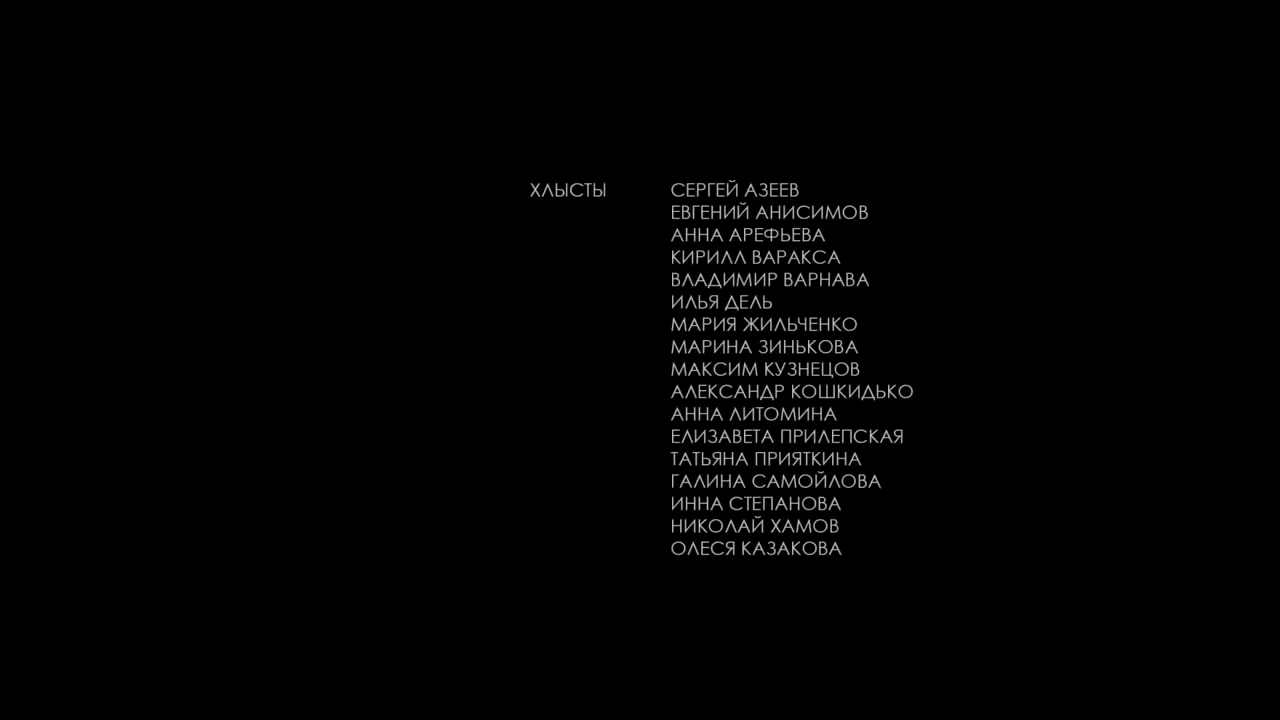 ХЛЫСТЫ СЕРГЕЙ АЗЕЕВ
ЕВГЕНИЙ АНИСИМОВ
АННА АРЕФЬЕВА
КИРИЛЛ ВАРАКСА
ВЛАДИМИР ВАРНАВА
ИЛЬЯ ДЕЛЬ
МАРИЯ ЖИЛЬЧЕНКО
МАРИНА ЗИНЬКОВА
МАКСИМ КУЗНЕЦОВ
АЛЕКСАНДР КОШКИДЬКО
АННА ЛИТОМИНА
ЕЛИЗАВЕТА ПРИЛЕПСКАЯ
ТАТЬЯНА ПРИЯТКИНА
ГАЛИНА САМОЙЛОВА
ИННА СТЕПАНОВА
НИКОЛАЙ ХАМОВ
ОЛЕСЯ КАЗАКОВА